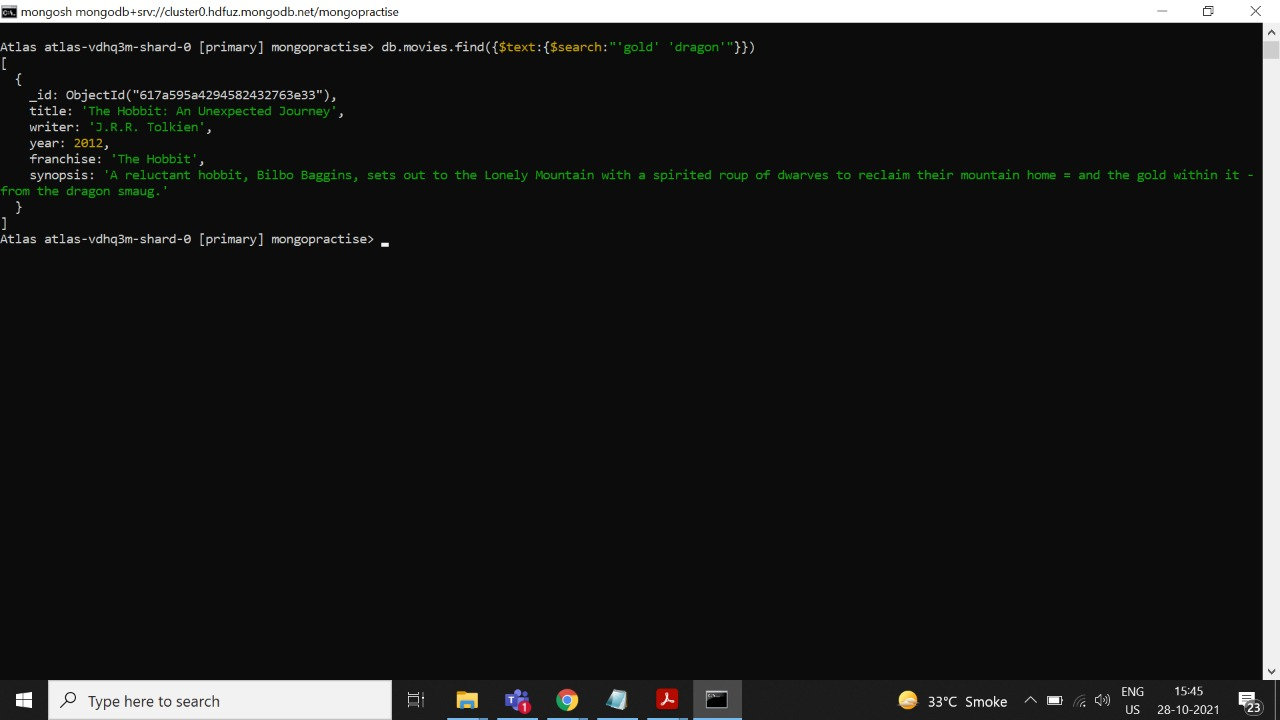 mongosh mongodb+srv://cluster0.hdfuz.mongodb.net/mongopractise
Atlas atlas-vdhq3m-shard-0 [primary] mongopractise> db.movies.find({$text:{$search:"'gold' 'dragon'"}})
[
  {
    _id: ObjectId("617a595a4294582432763e33"),
    title: 'The Hobbit: An Unexpected Journey',
    writer: 'J.R.R. Tolkien',
    year: 2012,
    franchise: 'The Hobbit',
    synopsis: 'A reluctant hobbit, Bilbo Baggins, sets out to the Lonely Mountain with a spirited roup of dwarves to reclaim their mountain home = and the gold within it -
from the dragon smaug.'
  }
]
Atlas atlas-vdhq3m-shard-0 [primary] mongopractise>
Type here to search
1
33°C Smoke
ENG
US
15:45
28-10-2021
23